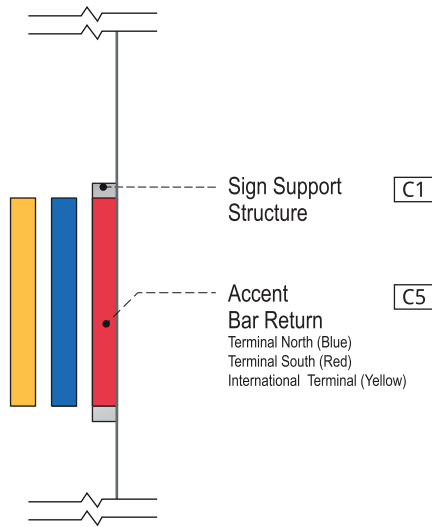 Sign Support
Structure
C1
Accent
Bar Return
C5
Terminal North (Blue)
Terminal South (Red)
International Terminal (Yellow)